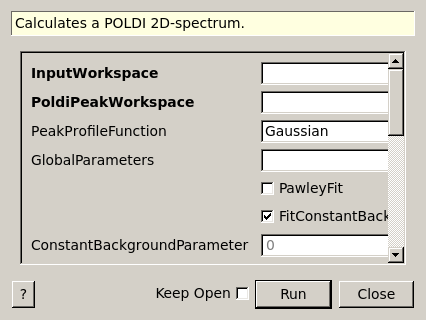 Calculates a POLDI 2D-spectrum.
InputWorkspace
PoldiPeakWorkspace
PeakProfileFunction Gaussian
GlobalParameters
PawleyFit
FitConstantBack
ConstantBackgroundParameter 0
? Keep Open Run Close